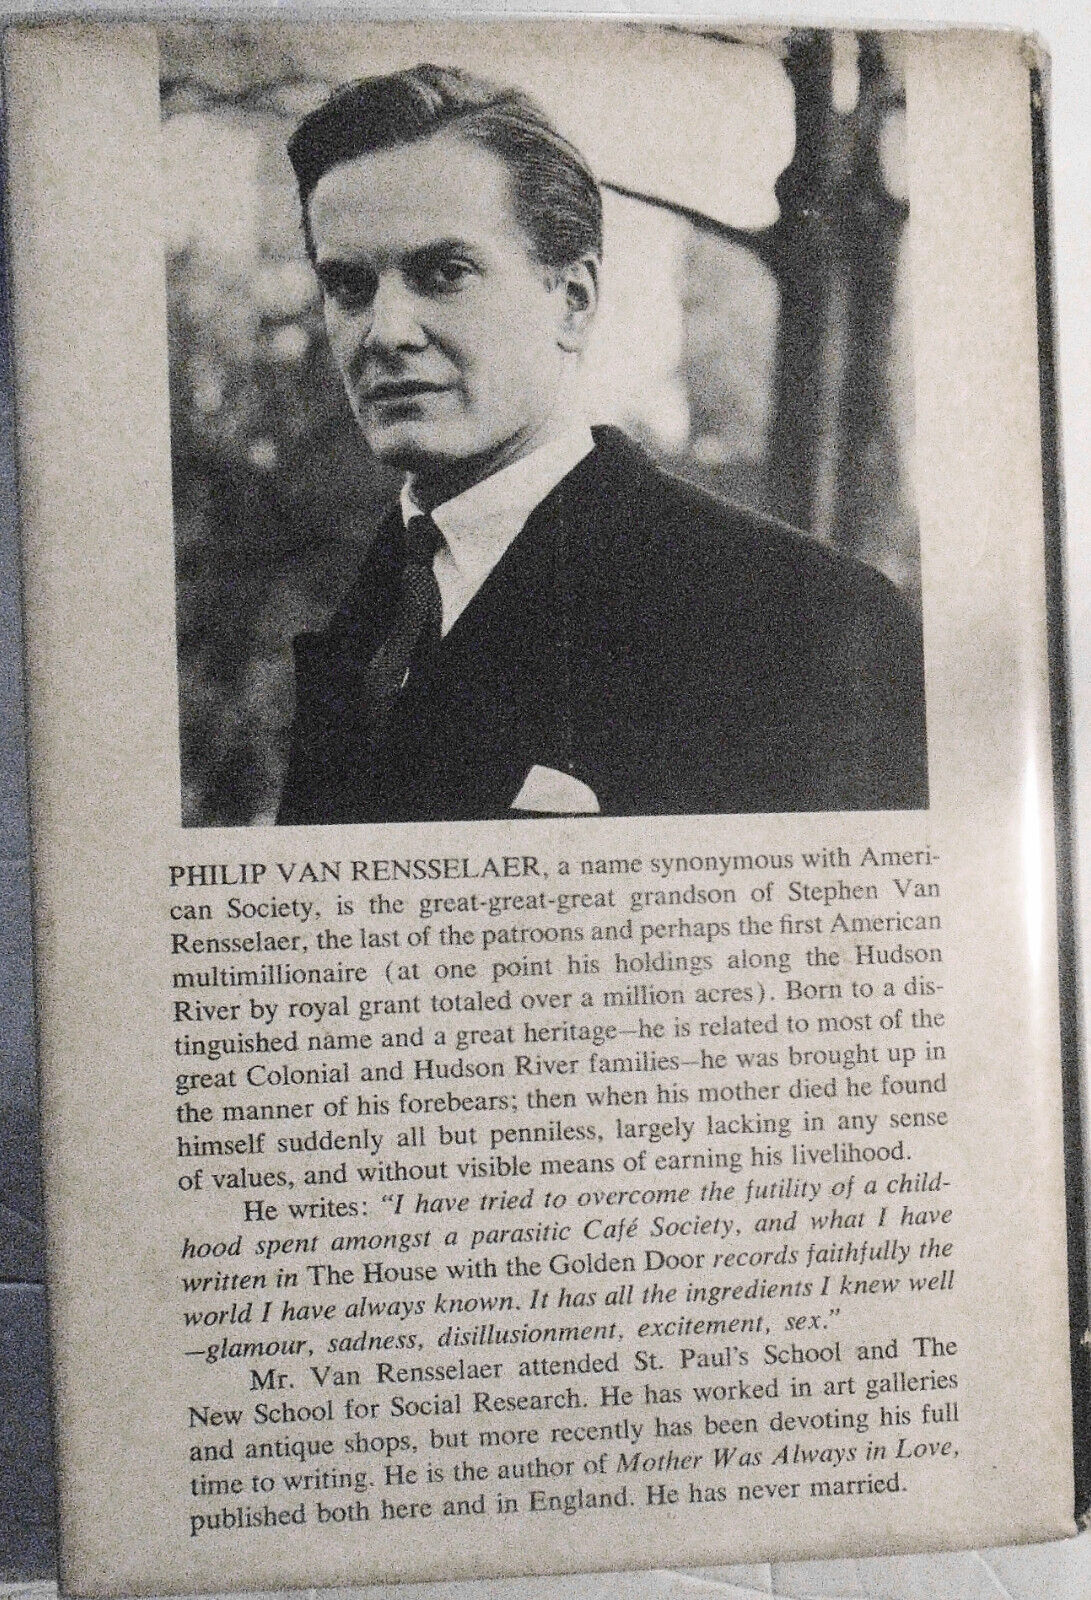 PHILIP VAN RENSSELAER, a name synonymous with Ameri-
can Society, is the great-great-great grandson of Stephen Van
Rensselaer, the last of the patroons and perhaps the first American
multimillionaire (at one point his holdings along the Hudson
River by royal grant totaled over a million acres). Born to a dis-
tinguished name and a great heritage—he is related to most of the
great Colonial and Hudson River families—he was brought up in
the manner of his forebears; then when his mother died he found
himself suddenly all but penniless, largely lacking in any sense
of values, and without visible means of earning his livelihood.
He writes: “I have tried to overcome the futility of a child-
hood spent amongst a parasitic Café Society, and what I have
written in The House with the Golden Door records faithfully the
world I have always known. It has all the ingredients I knew well
—glamour, sadness, disillusionment, excitement, sex.”
Mr. Van Rensselaer attended St. Paul's School and The
New School for Social Research. He has worked in art galleries
and antique shops, but more recently has been devoting his full
time to writing. He is the author of Mother Was Always in Love,
published both here and in England. He has never married.